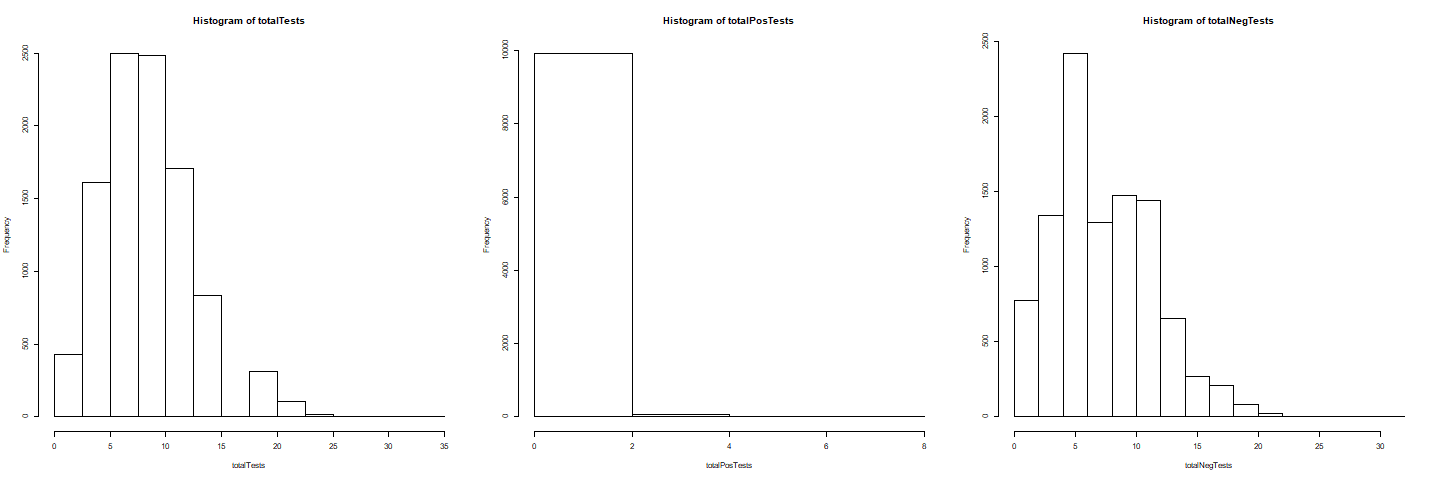 Histogram of totalTests
Frequency
2500
2000
1500
1000
500
0
0 5 10 15 20 25 30 35
totalTests
Histogram of totalPosTests
Frequency
10000
8000
6000
4000
2000
0
0 2 4 6 8
totalPosTests
Histogram of totalNegTests
Frequency
2500
2000
1500
1000
500
0
0 5 10 15 20 25 30
totalNegTests